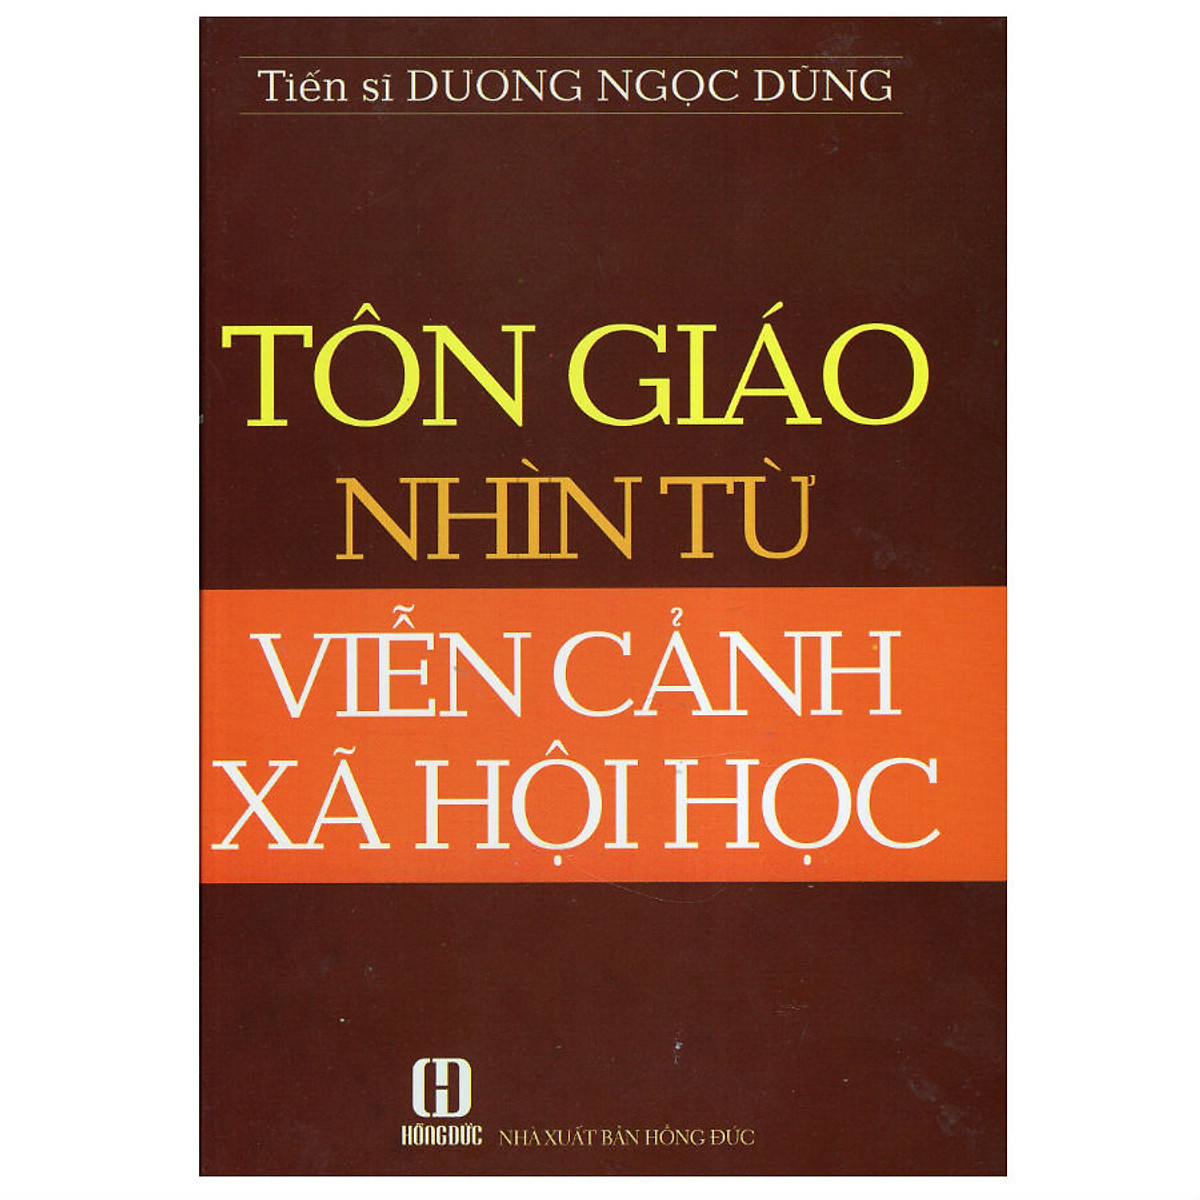 Tiến sĩ DƯƠNG NGỌC DŨNG
TÔN GIÁO
NHÌN TỪ
VIỄN CẢNH
XÃ HỘI HỌC
HỒNG ĐỨC NHÀ XUẤT BẢN HỒNG ĐỨC